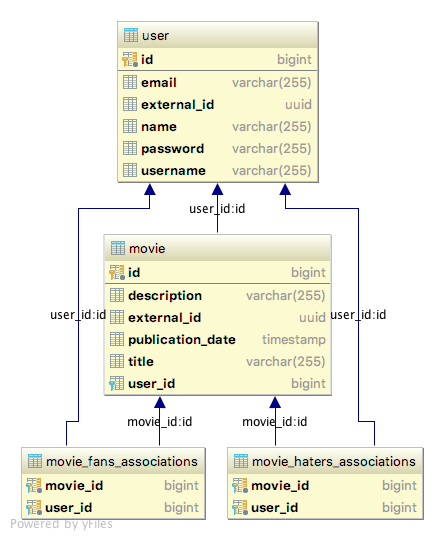 user
id bigint
email varchar(255)
external_id uuid
name varchar(255)
password varchar(255)
username varchar(255)
user_id:id
movie
id bigint
description varchar(255)
external_id uuid
publication_date timestamp
title varchar(255)
user_id bigint
user_id:id
user_id:id
movie_id:id
movie_id:id
movie_fans_associations
movie_id bigint
user_id bigint
movie_haters_associations
movie_id bigint
user_id bigint
Powered by yFiles